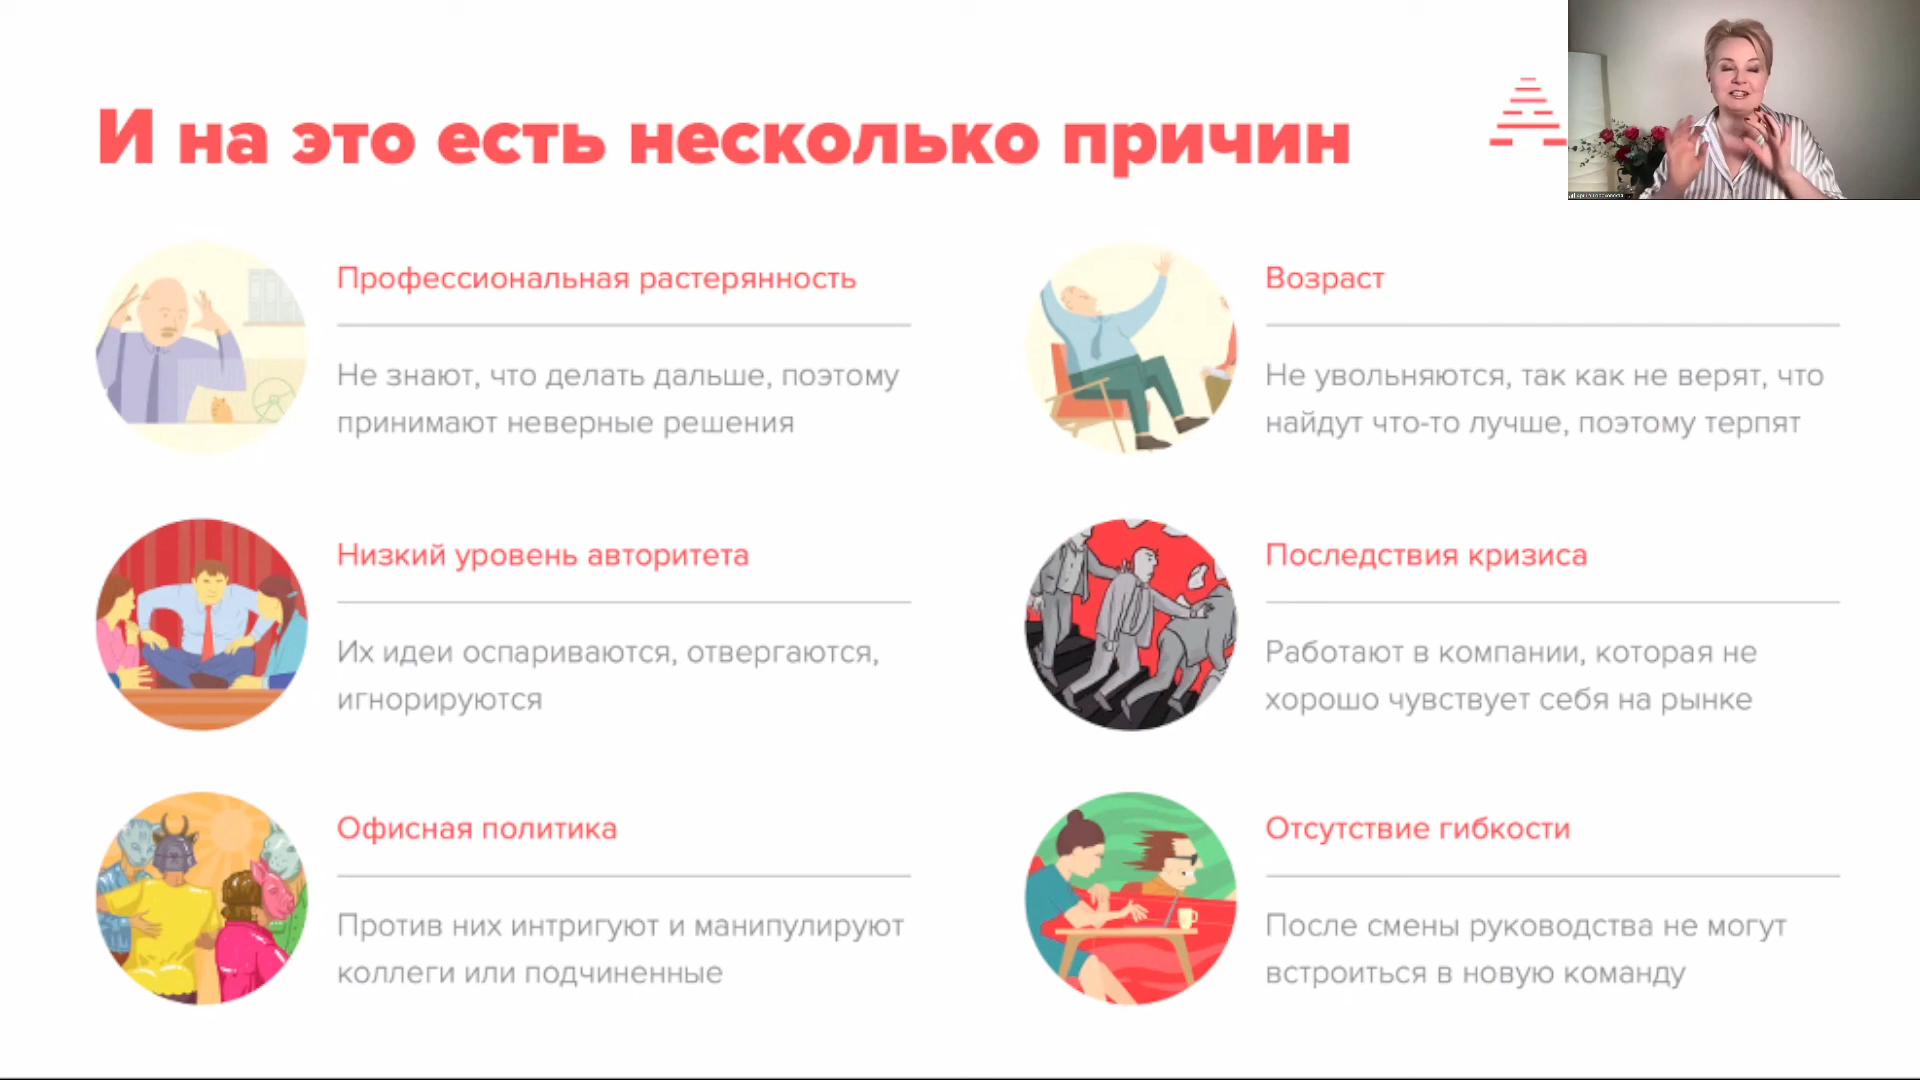 И на это есть несколько причин
Профессиональная растерянность
Не знают, что делать дальше, поэтому
принимают неверные решения
Низкий уровень авторитета
Их идеи оспариваются, отвергаются,
игнорируются
Офисная политика
Против них интригуют и манипулируют
коллеги или подчиненные
Возраст
Не увольняются, так как не верят, что
найдут что-то лучше, поэтому терпят
Последствия кризиса
Работают в компании, которая не
хорошо чувствует себя на рынке
Отсутствие гибкости
После смены руководства не могут
встроиться в новую команду